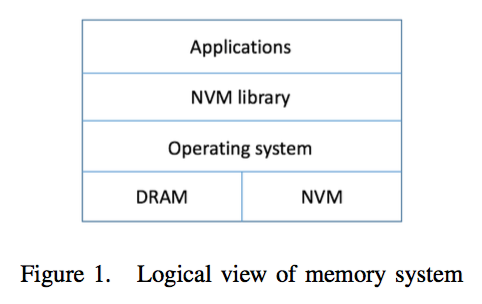 Applications
NVM library
Operating system
DRAM NVM
Figure 1. Logical view of memory system